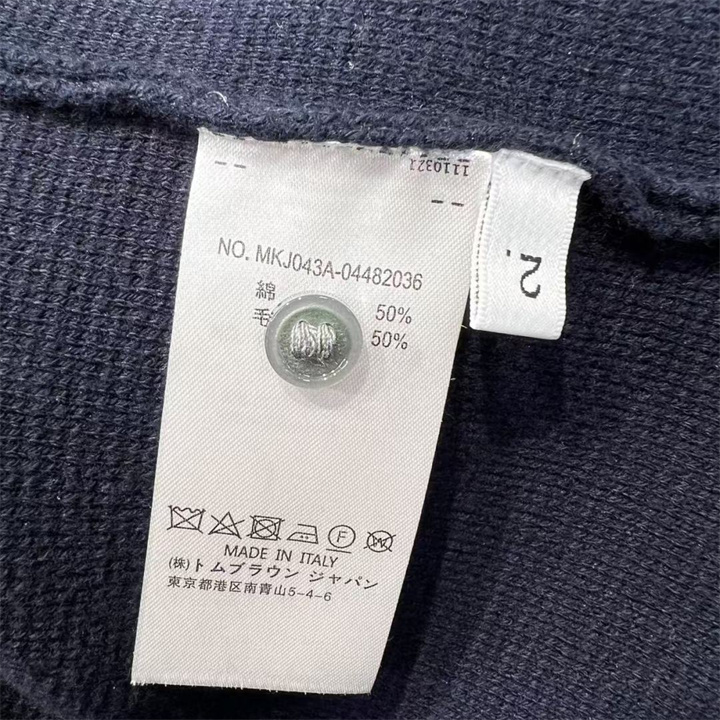 1110321
NO. MKJ043A-04482036
綿 50%
毛 50%
F W
MADE IN ITALY
(株)トムブラウン ジャパン
東京都港区南青山5-4-6
2.